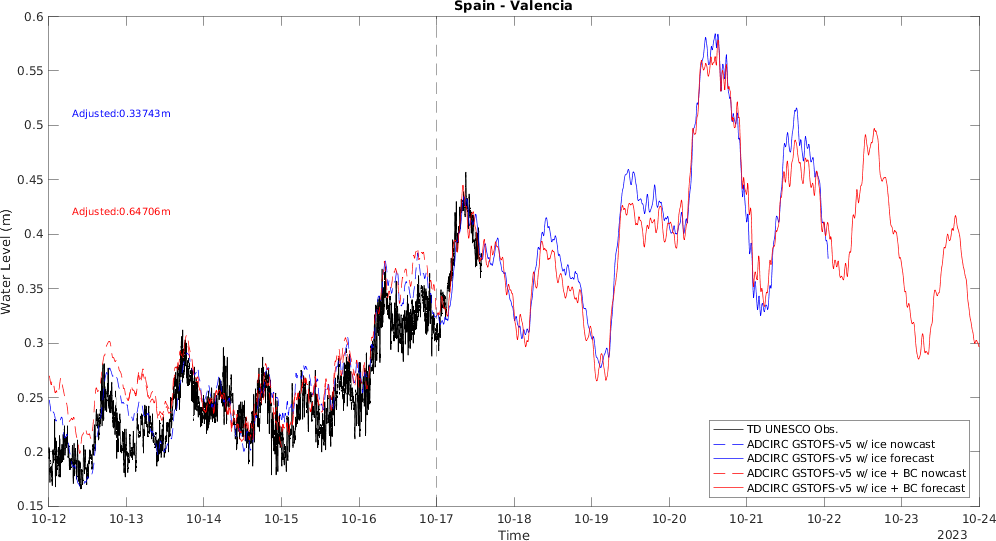 Spain - Valencia
0.6
0.55
0.5
0.45
0.4
0.35
0.3
0.25
0.2
0.15
Water Level (m)
Adjusted:0.33743m
Adjusted:0.64706m
TD UNESCO Obs.
ADCIRC GSTOFS-v5 w/ ice nowcast
ADCIRC GSTOFS-v5 w/ ice forecast
ADCIRC GSTOFS-v5 w/ ice + BC nowcast
ADCIRC GSTOFS-v5 w/ ice + BC forecast
10-12 10-13 10-14 10-15 10-16 10-17 10-18 10-19 10-20 10-21 10-22 10-23 10-24
Time
2023